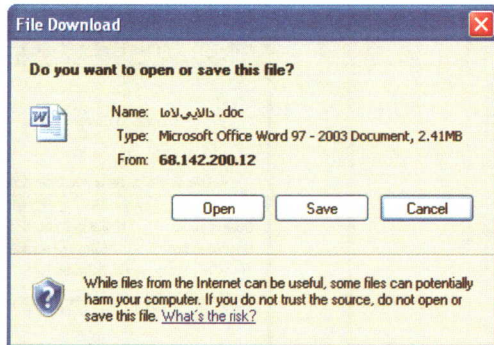 File Download
Do you want to open or save this file?
Name: دالایی‌لاما .doc
Type: Microsoft Office Word 97 - 2003 Document, 2.41MB
From: 68.142.200.12
Open Save Cancel
While files from the Internet can be useful, some files can potentially
harm your computer. If you do not trust the source, do not open or
save this file. What's the risk?